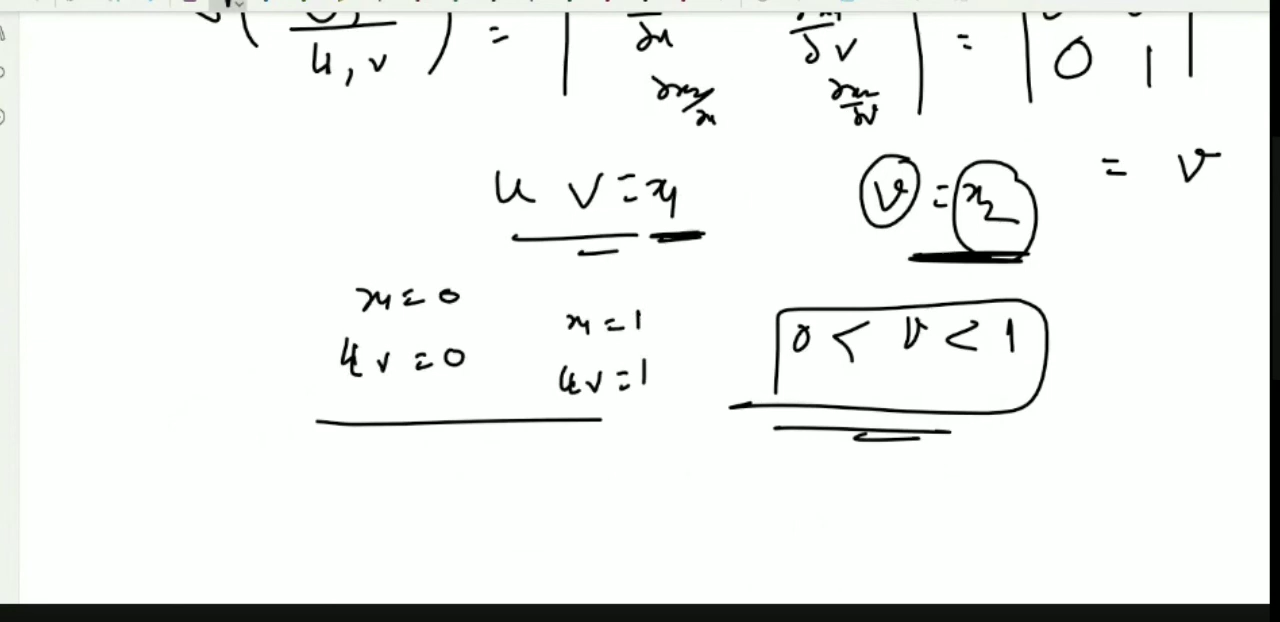 ( u, v ) = | ∂u ∂v | = | 0 1 |
∂x2/∂u ∂x2/∂v
= v
u v = x1 v = x2
x1 = 0 x1 = 1 0 < v < 1
u v = 0 u v = 1